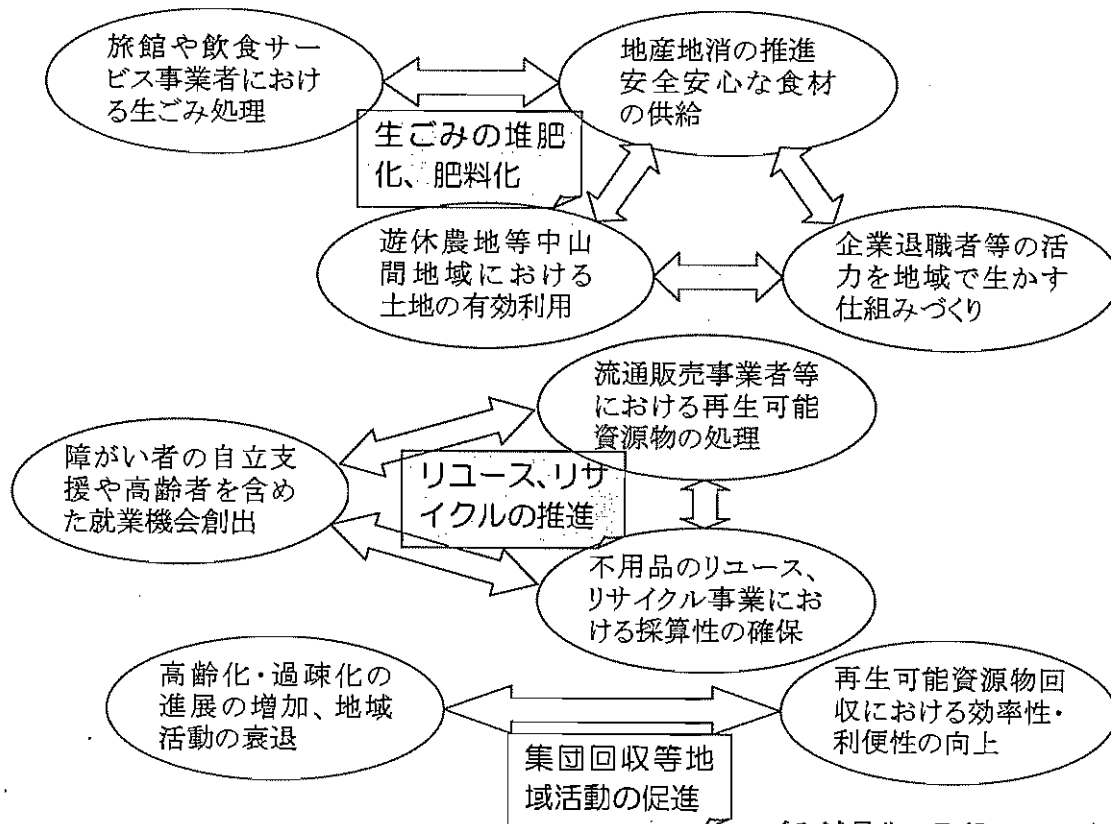 旅館や飲食サー
ビス事業者におけ
る生ごみ処理
地産地消の推進
安全安心な食材
の供給
生ごみの堆肥
化、肥料化
遊休農地等中山
間地域における
土地の有効利用
企業退職者等の活
力を地域で生かす
仕組みづくり
流通販売事業者等
における再生可能
資源物の処理
障がい者の自立支
援や高齢者を含め
た就業機会創出
リユース、リサ
イクルの推進
不用品のリユース、
リサイクル事業にお
ける採算性の確保
高齢化・過疎化の
進展の増加、地域
活動の衰退
再生可能資源物回
収における効率性・
利便性の向上
集団回収等地
域活動の促進